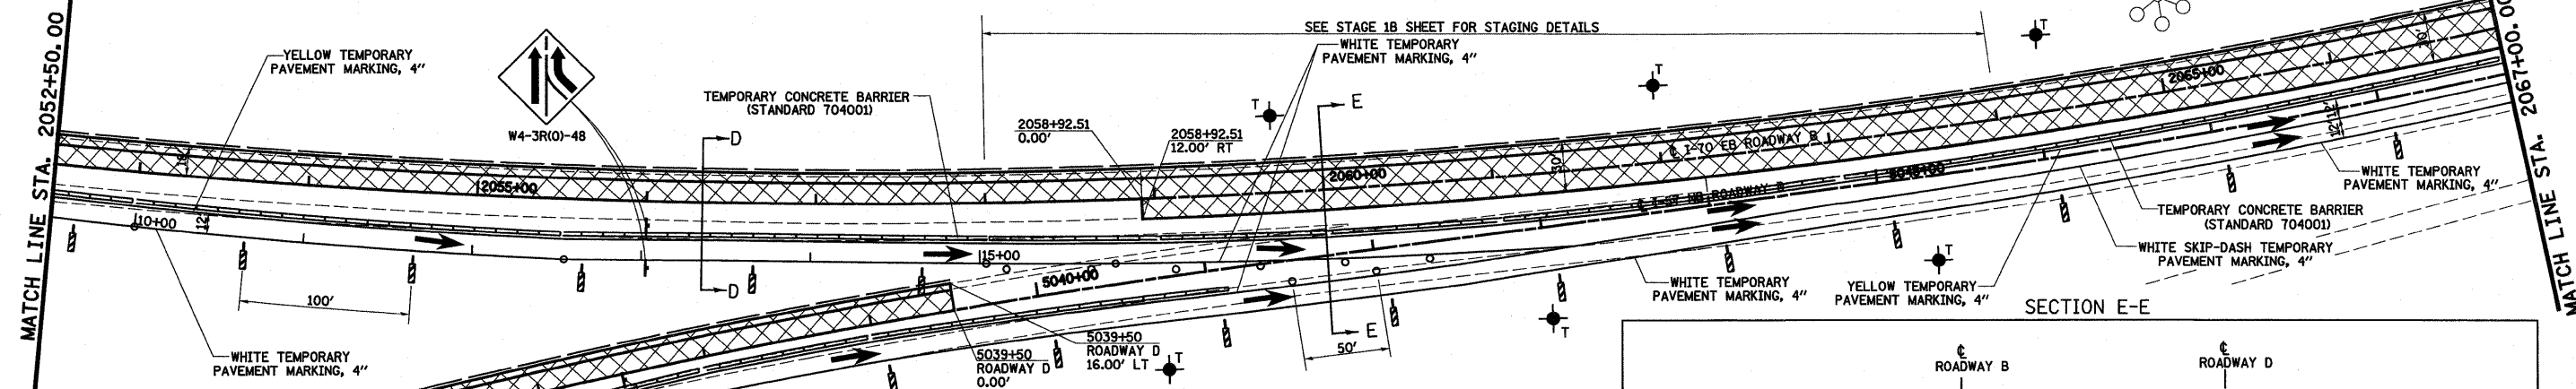 MATCH LINE STA. 2052+50.00
YELLOW TEMPORARY
PAVEMENT MARKING, 4"
W4-3R(O)-48
TEMPORARY CONCRETE BARRIER
(STANDARD 704001)
SEE STAGE 1B SHEET FOR STAGING DETAILS
WHITE TEMPORARY
PAVEMENT MARKING, 4"
2058+92.51
0.00'
2058+92.51
12.00' RT
D
D
E
E
T
T
T
T
T
T
2055+00
2060+00
2065+00
℄ I-70 EB ROADWAY B
10+00
12'
15+00
5040+00
100'
50'
WHITE TEMPORARY
PAVEMENT MARKING, 4"
5039+50
ROADWAY D
0.00'
5039+50
ROADWAY D
16.00' LT
WHITE TEMPORARY
PAVEMENT MARKING, 4"
YELLOW TEMPORARY
PAVEMENT MARKING, 4"
WHITE SKIP-DASH TEMPORARY
PAVEMENT MARKING, 4"
TEMPORARY CONCRETE BARRIER
(STANDARD 704001)
WHITE TEMPORARY
PAVEMENT MARKING, 4"
MATCH LINE STA. 2067+00.00
SECTION E-E
℄
ROADWAY B
℄
ROADWAY D